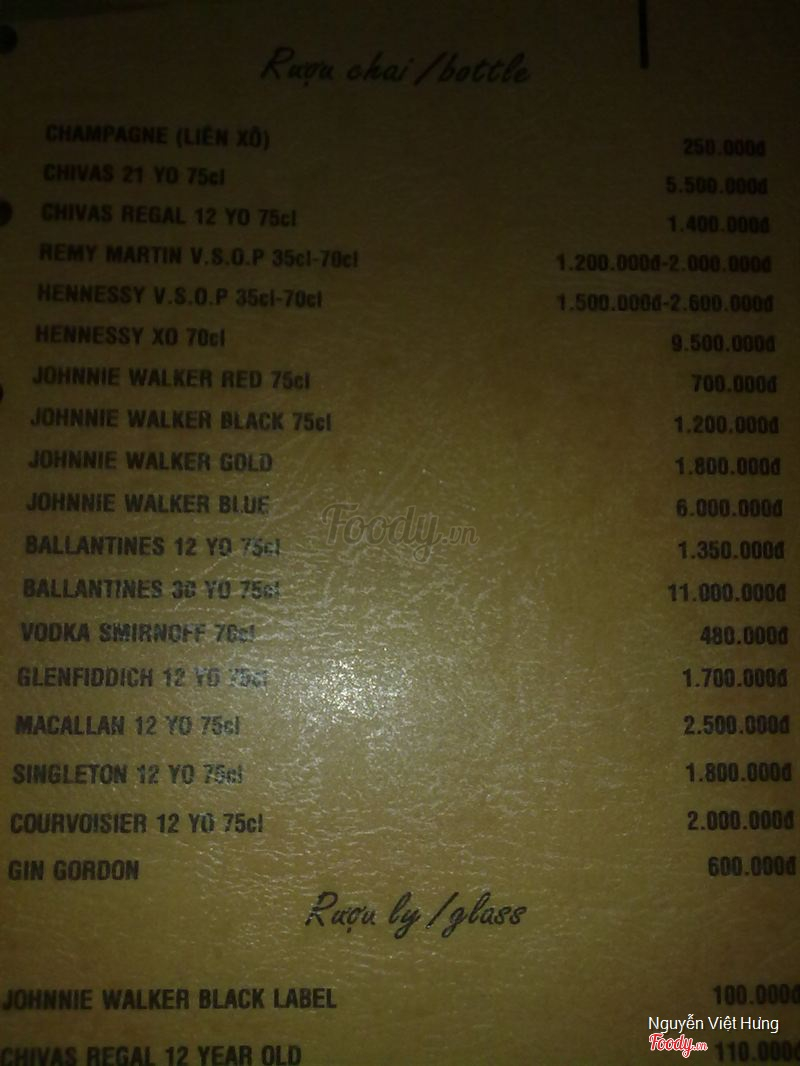 Rượu chai /bottle
CHAMPAGNE (LIÊN XÔ) 250.000đ
CHIVAS 21 YO 75cl 5.500.000đ
CHIVAS REGAL 12 YO 75cl 1.400.000đ
REMY MARTIN V.S.O.P 35cl-70cl 1.200.000đ-2.000.000đ
HENNESSY V.S.O.P 35cl-70cl 1.500.000đ-2.600.000đ
HENNESSY XO 70cl 9.500.000đ
JOHNNIE WALKER RED 75cl 700.000đ
JOHNNIE WALKER BLACK 75cl 1.200.000đ
JOHNNIE WALKER GOLD 1.800.000đ
JOHNNIE WALKER BLUE 6.000.000đ
BALLANTINES 12 YO 75cl 1.350.000đ
Foody.vn
BALLANTINES 30 YO 75cl 11.000.000đ
VODKA SMIRNOFF 70cl 480.000đ
GLENFIDDICH 12 YO 75cl 1.700.000đ
MACALLAN 12 YO 75cl 2.500.000đ
SINGLETON 12 YO 75cl 1.800.000đ
COURVOISIER 12 YO 75cl 2.000.000đ
GIN GORDON 600.000đ
Rượu ly /glass
JOHNNIE WALKER BLACK LABEL 100.000đ
Nguyễn Việt Hưng
Foody.vn
CHIVAS REGAL 12 YEAR OLD 110.000đ